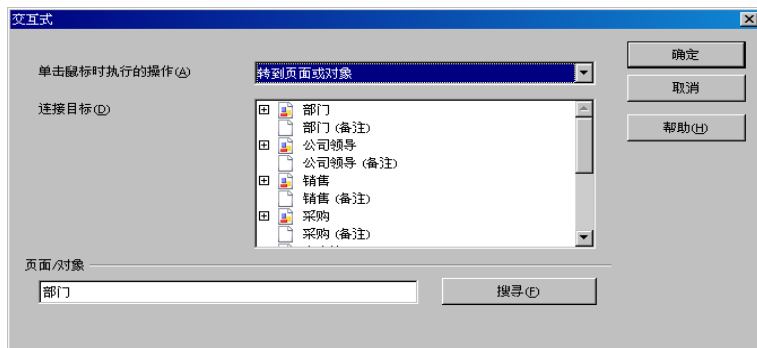 交互式
确定
单击鼠标时执行的操作(A)
转到页面或对象
取消
连接目标(D)
部门
部门 (备注)
公司领导
公司领导 (备注)
销售
销售 (备注)
采购
采购 (备注)
帮助(H)
页面/对象
部门
搜寻(F)